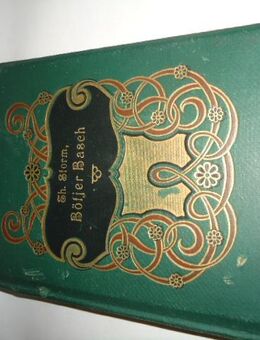 Th. Storm,
Bötjer Basch